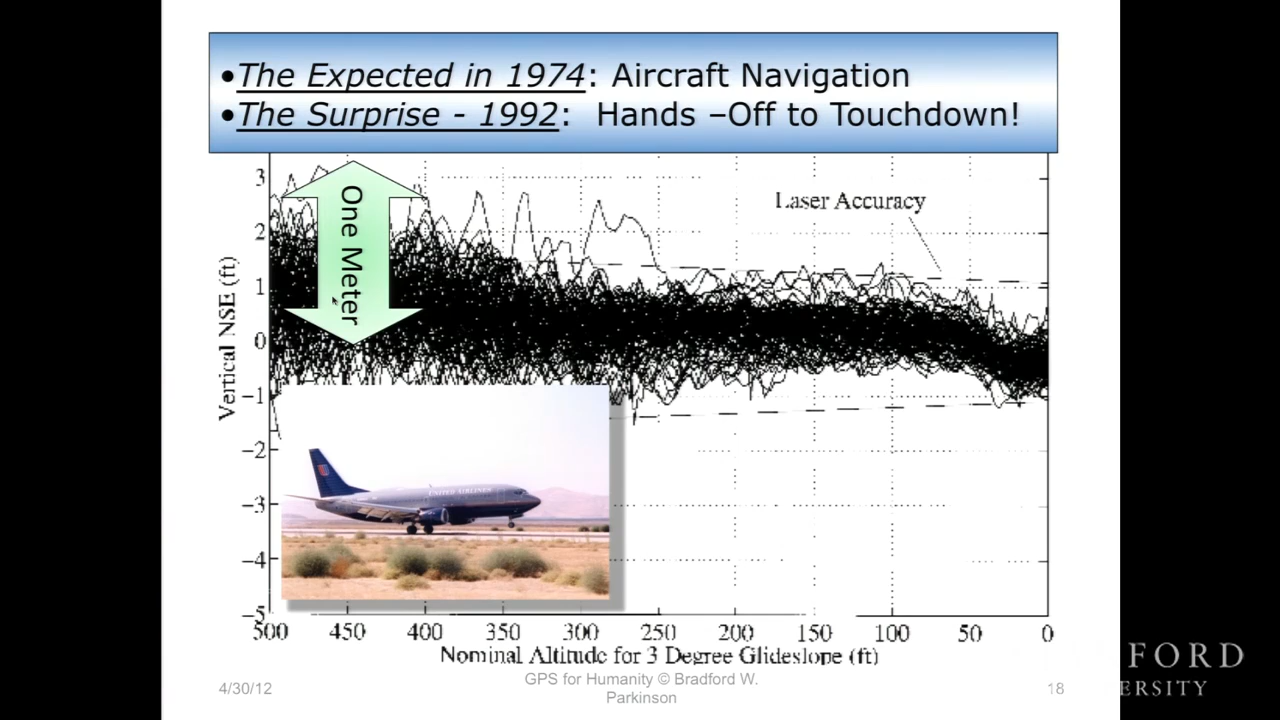 •The Expected in 1974: Aircraft Navigation
•The Surprise - 1992:  Hands –Off to Touchdown!
One Meter
Laser Accuracy
Vertical NSE (ft)
3
2
1
0
−1
−2
−3
−4
−5
UNITED AIRLINES
500 450 400 350 300 250 200 150 100 50 0
Nominal Altitude for 3 Degree Glideslope (ft)
4/30/12
GPS for Humanity © Bradford W.
Parkinson
18
FORD
ERSITY